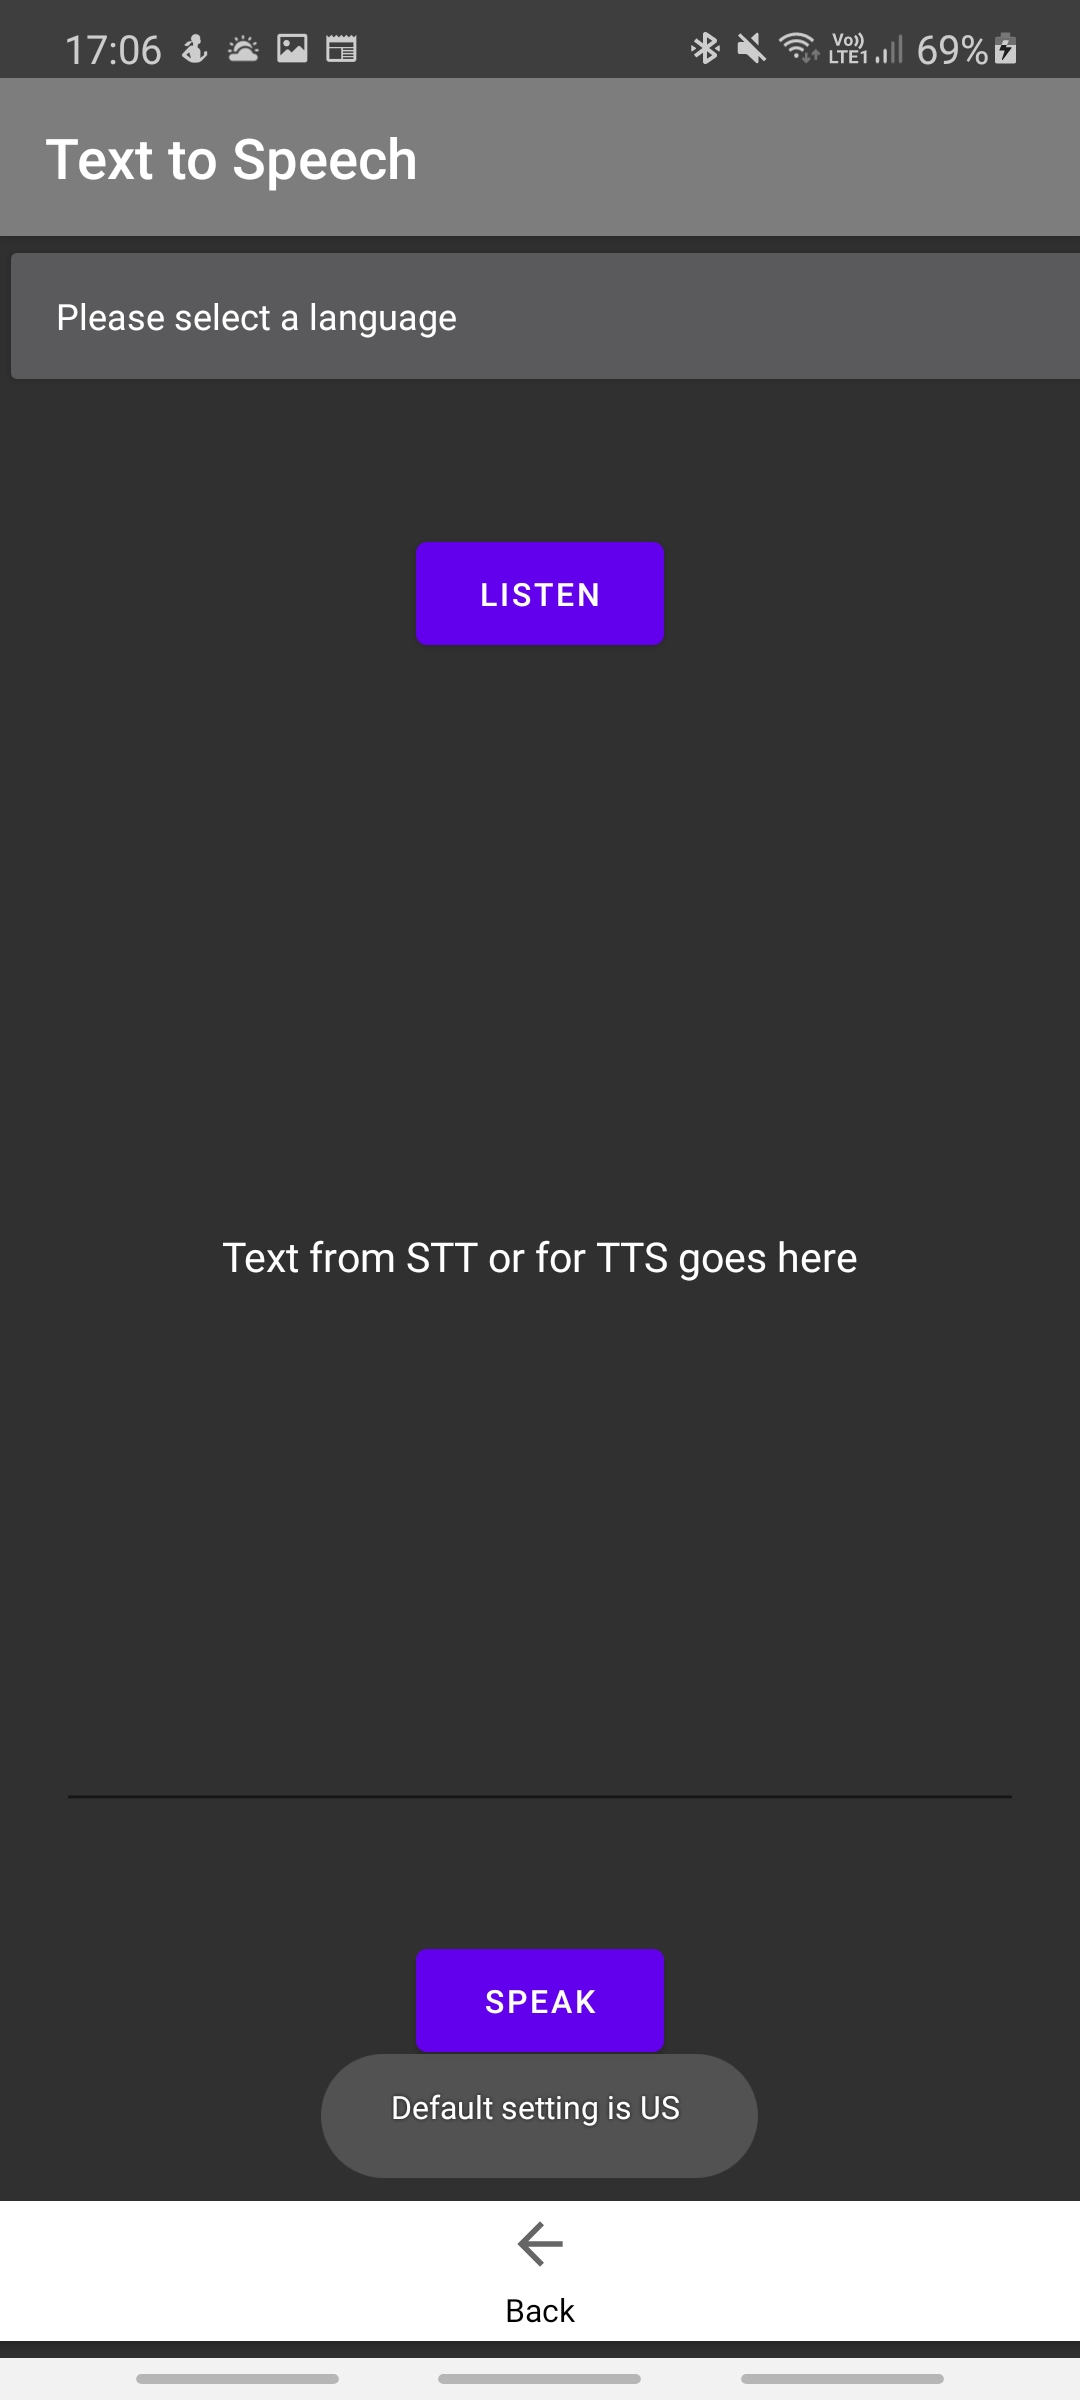 17:06 Vo)) LTE1 69%
Text to Speech
Please select a language
LISTEN
Text from STT or for TTS goes here
SPEAK
Default setting is US
Back